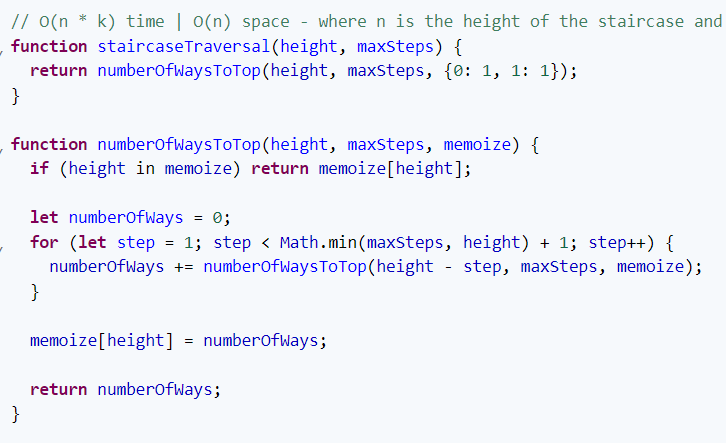 // O(n * k) time | O(n) space - where n is the height of the staircase and
function staircaseTraversal(height, maxSteps) {
  return numberOfWaysToTop(height, maxSteps, {0: 1, 1: 1});
}

function numberOfWaysToTop(height, maxSteps, memoize) {
  if (height in memoize) return memoize[height];

  let numberOfWays = 0;
  for (let step = 1; step < Math.min(maxSteps, height) + 1; step++) {
    numberOfWays += numberOfWaysToTop(height - step, maxSteps, memoize);
  }

  memoize[height] = numberOfWays;

  return numberOfWays;
}